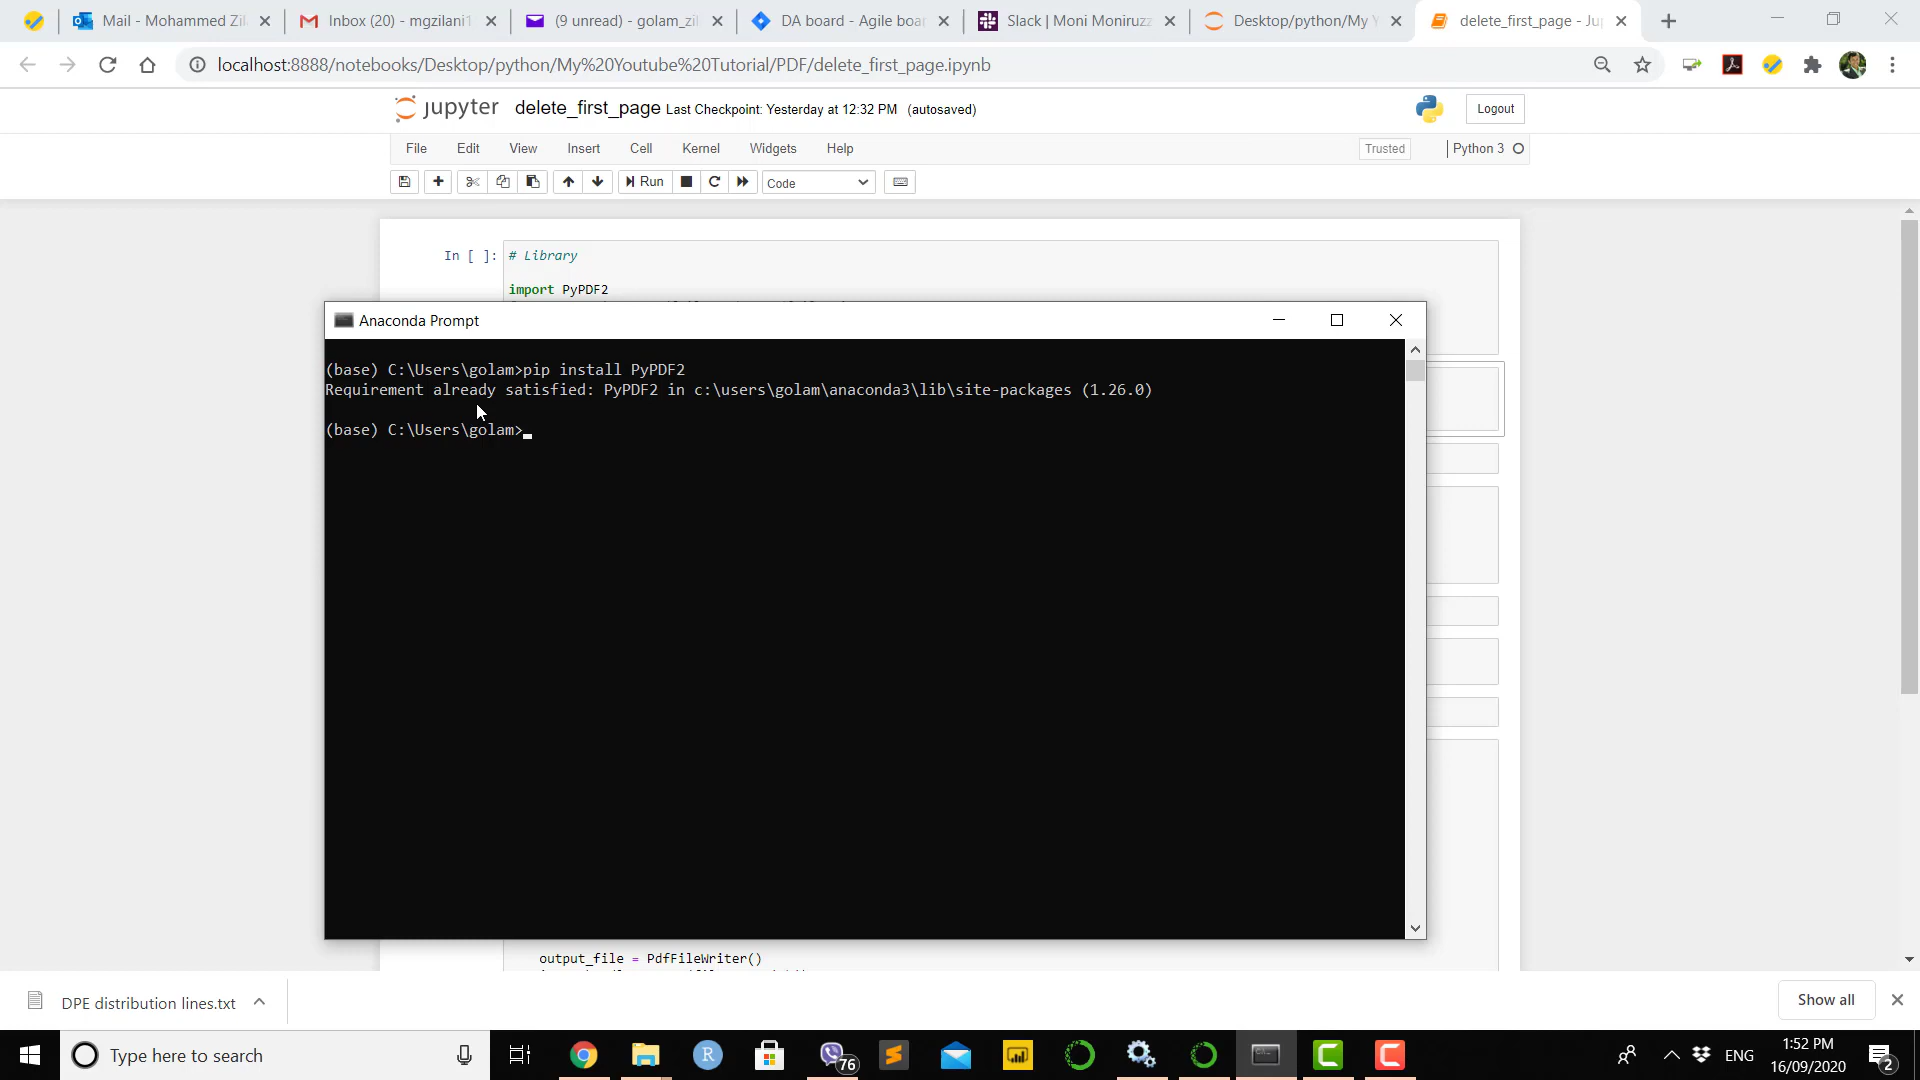 Mail - Mohammed Zil
Inbox (20) - mgzilani1
(9 unread) - golam_zil
DA board - Agile boar
Slack | Moni Moniruzz
Desktop/python/My Y
delete_first_page - Ju
localhost:8888/notebooks/Desktop/python/My%20Youtube%20Tutorial/PDF/delete_first_page.ipynb
jupyter delete_first_page Last Checkpoint: Yesterday at 12:32 PM (autosaved)
Logout
File Edit View Insert Cell Kernel Widgets Help
Trusted
Python 3
Run
Code
In [ ]: # Library
import PyPDF2
Anaconda Prompt
(base) C:\Users\golam>pip install PyPDF2
Requirement already satisfied: PyPDF2 in c:\users\golam\anaconda3\lib\site-packages (1.26.0)
(base) C:\Users\golam>
output_file = PdfFileWriter()
DPE distribution lines.txt
Show all
Type here to search
R
76
ENG
1:52 PM
16/09/2020
2